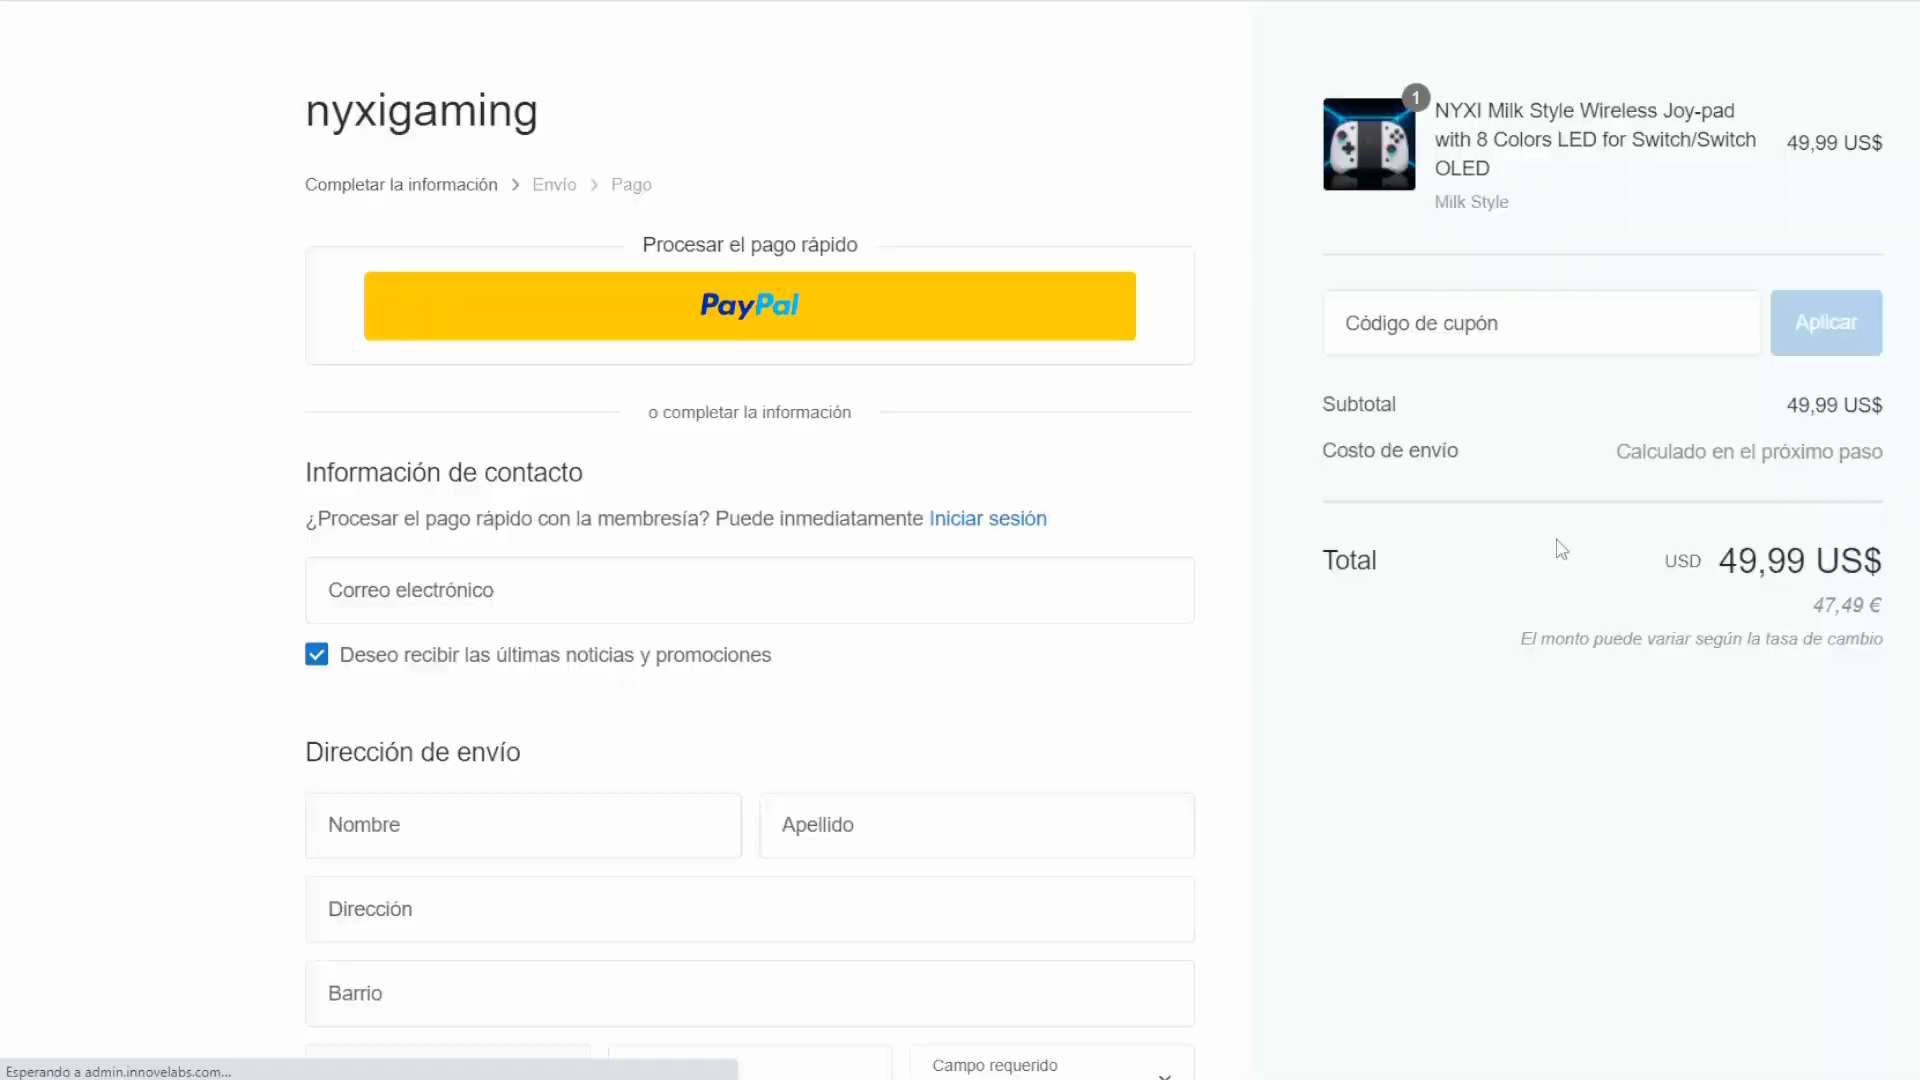 nyxigaming
Completar la información > Envío > Pago
Procesar el pago rápido
PayPal
o completar la información
Información de contacto
¿Procesar el pago rápido con la membresía? Puede inmediatamente Iniciar sesión
Correo electrónico
Deseo recibir las últimas noticias y promociones
Dirección de envío
Nombre
Apellido
Dirección
Barrio
Campo requerido
Esperando a admin.innovelabs.com...
1
NYXI Milk Style Wireless Joy-pad
with 8 Colors LED for Switch/Switch
OLED
49,99 US$
Milk Style
Código de cupón
Aplicar
Subtotal
49,99 US$
Costo de envío
Calculado en el próximo paso
Total
USD 49,99 US$
47,49 €
El monto puede variar según la tasa de cambio